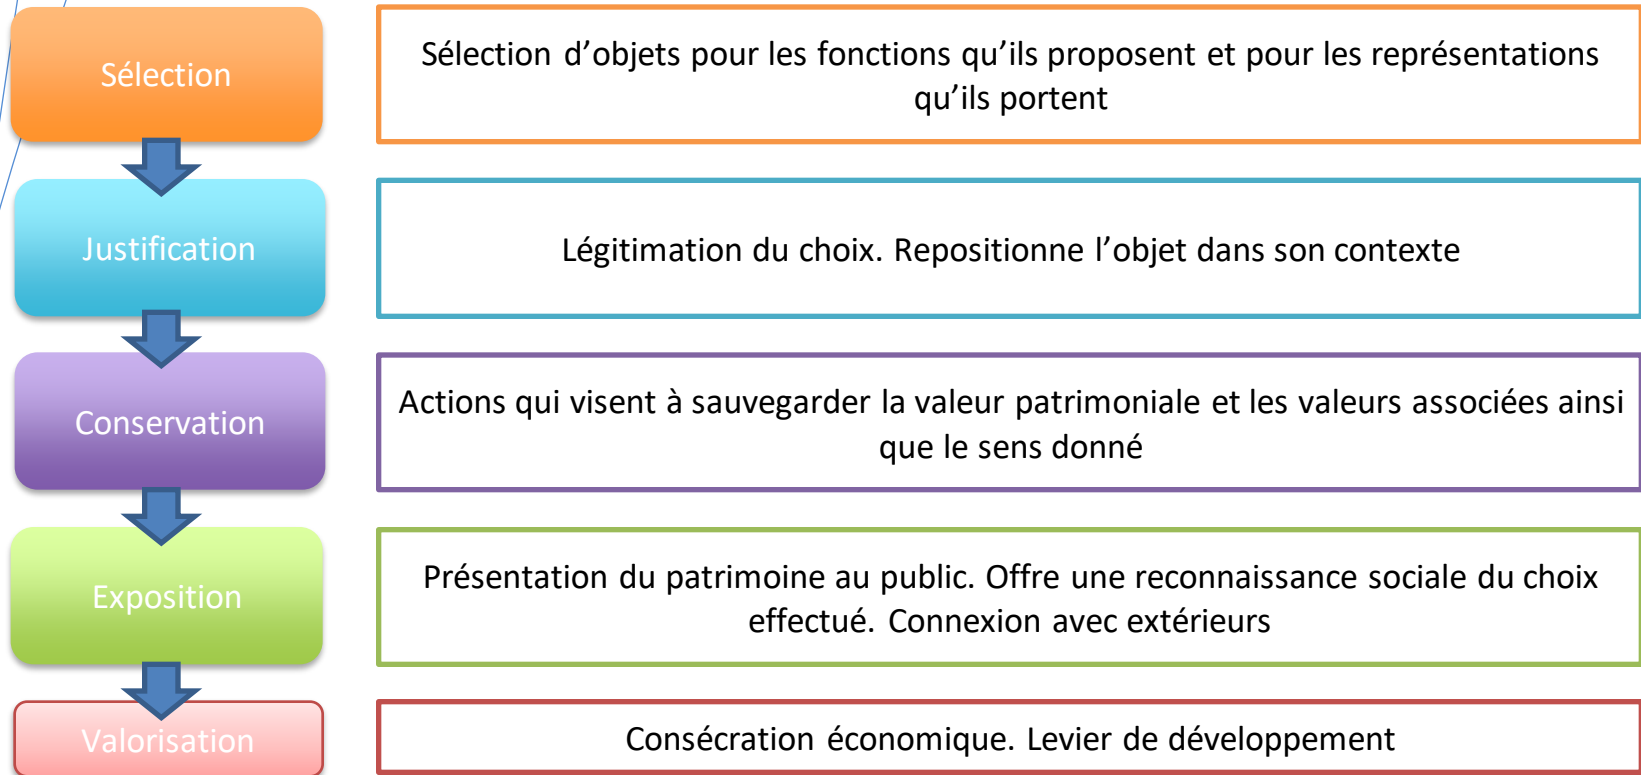 Sélection
Sélection d’objets pour les fonctions qu’ils proposent et pour les représentations
qu’ils portent
Justification
Légitimation du choix. Repositionne l’objet dans son contexte
Conservation
Actions qui visent à sauvegarder la valeur patrimoniale et les valeurs associées ainsi
que le sens donné
Exposition
Présentation du patrimoine au public. Offre une reconnaissance sociale du choix
effectué. Connexion avec extérieurs
Valorisation
Consécration économique. Levier de développement